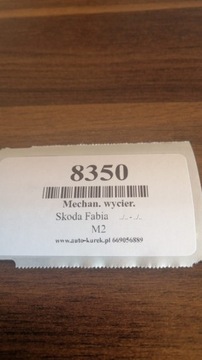 8350
Mechan. wycier.
Skoda Fabia ../.. - ../..
M2
www.auto-kurek.pl 669056889